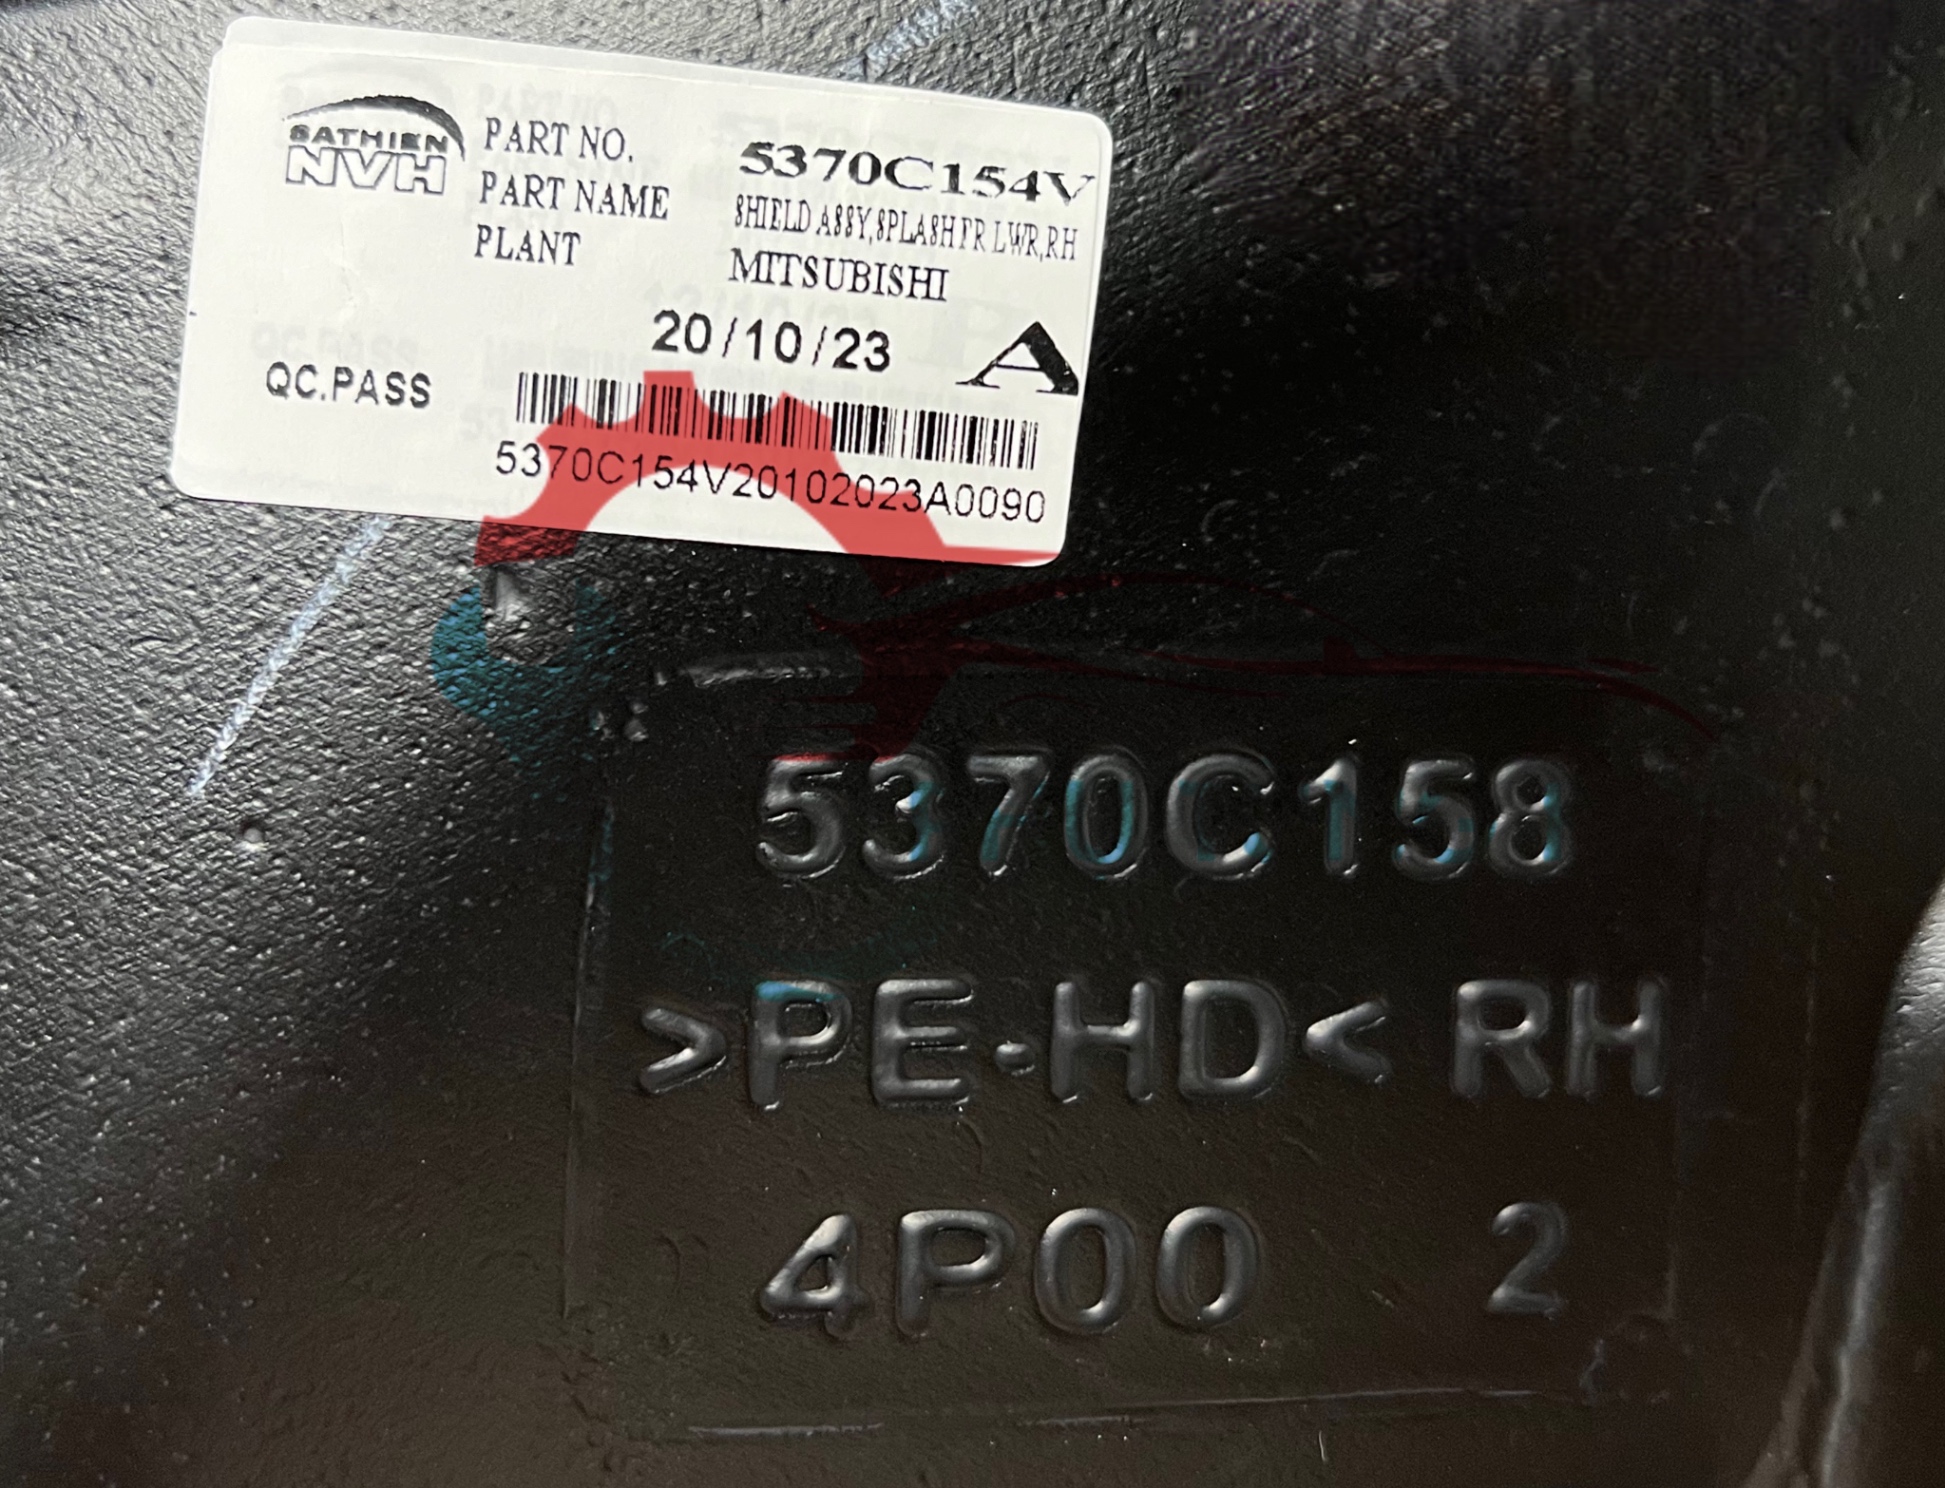 SATHIEN
NVH
PART NO. 5370C154V
PART NAME SHIELD ASSY,SPLASH FR LWR,RH
PLANT MITSUBISHI
20/10/23 A
QC.PASS
5370C154V20102023A0090
5370C158
>PE·HD< RH
4P00 2